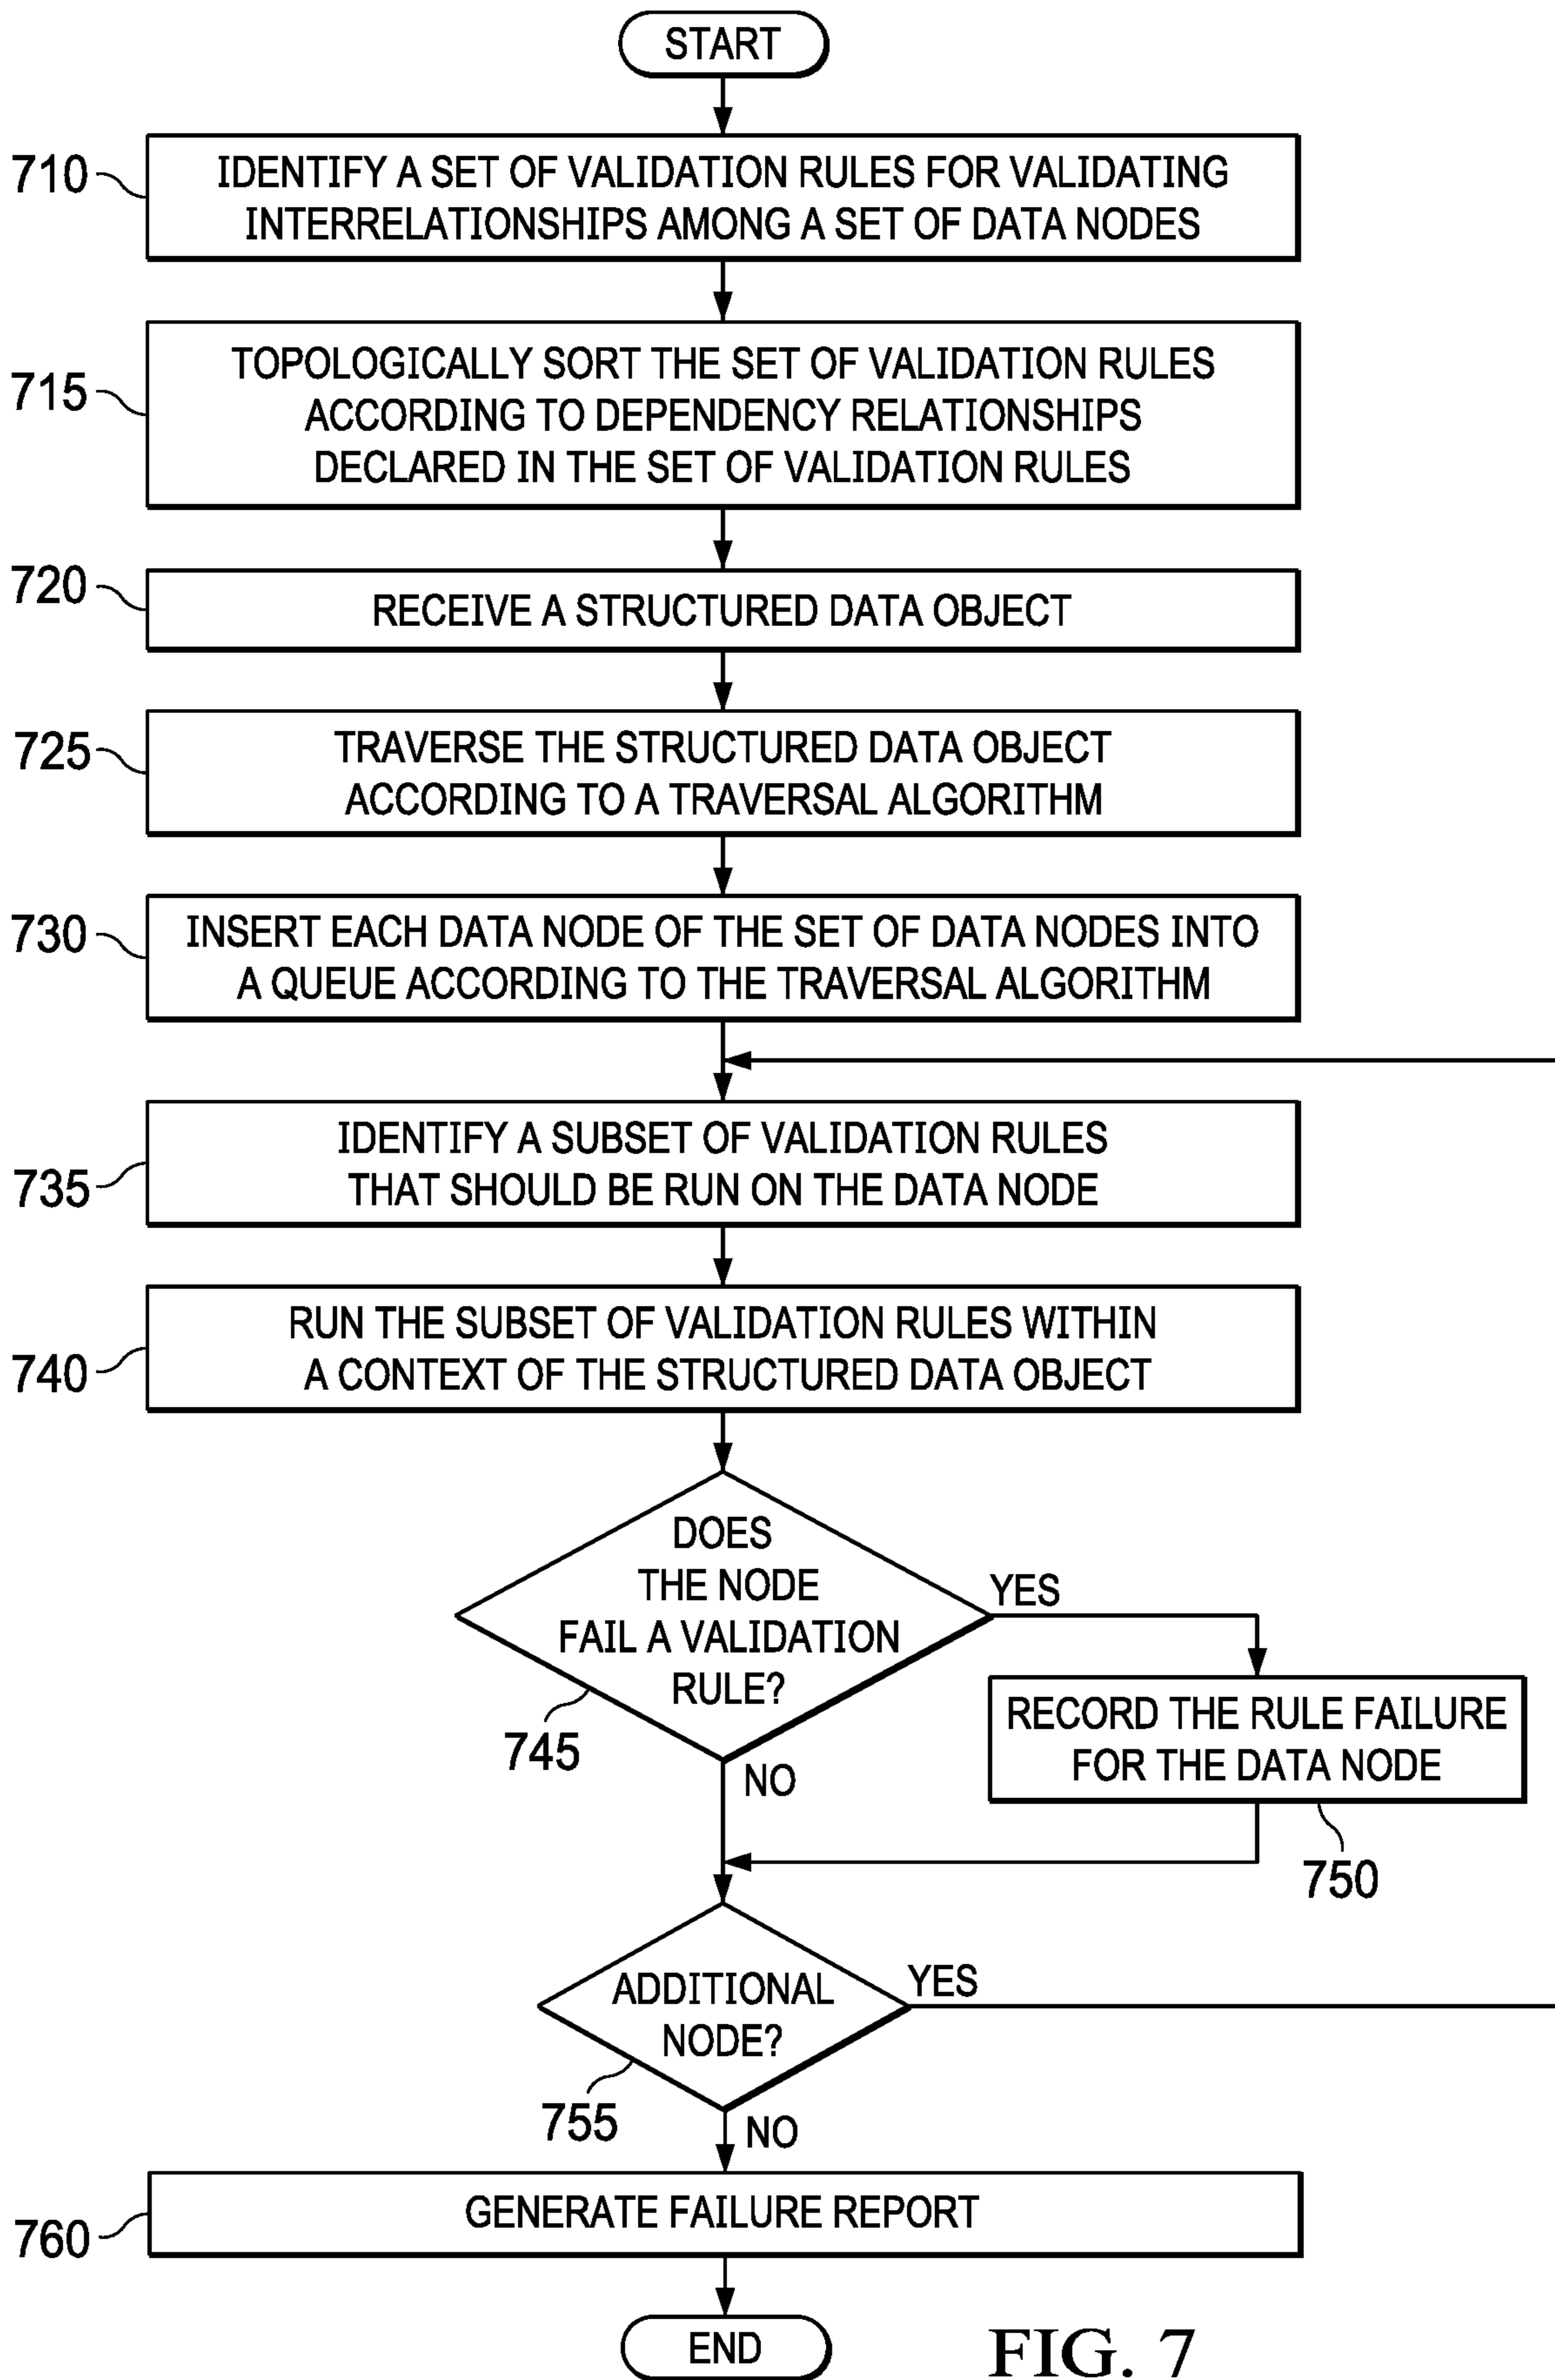 START
710
IDENTIFY A SET OF VALIDATION RULES FOR VALIDATING
INTERRELATIONSHIPS AMONG A SET OF DATA NODES
715
TOPOLOGICALLY SORT THE SET OF VALIDATION RULES
ACCORDING TO DEPENDENCY RELATIONSHIPS
DECLARED IN THE SET OF VALIDATION RULES
720
RECEIVE A STRUCTURED DATA OBJECT
725
TRAVERSE THE STRUCTURED DATA OBJECT
ACCORDING TO A TRAVERSAL ALGORITHM
730
INSERT EACH DATA NODE OF THE SET OF DATA NODES INTO
A QUEUE ACCORDING TO THE TRAVERSAL ALGORITHM
735
IDENTIFY A SUBSET OF VALIDATION RULES
THAT SHOULD BE RUN ON THE DATA NODE
740
RUN THE SUBSET OF VALIDATION RULES WITHIN
A CONTEXT OF THE STRUCTURED DATA OBJECT
DOES
THE NODE
FAIL A VALIDATION
RULE?
745
YES
NO
RECORD THE RULE FAILURE
FOR THE DATA NODE
750
ADDITIONAL
NODE?
755
YES
NO
760
GENERATE FAILURE REPORT
END
FIG. 7